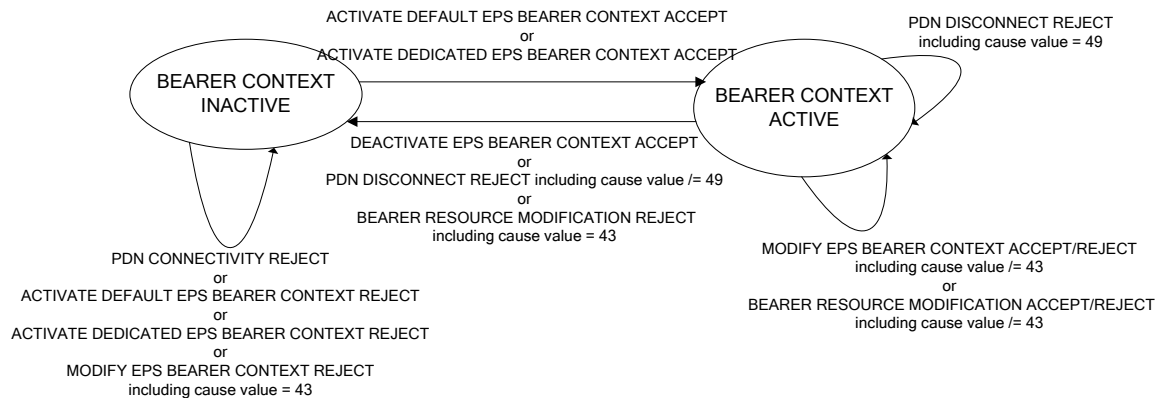 ACTIVATE DEFAULT EPS BEARER CONTEXT ACCEPT
or
ACTIVATE DEDICATED EPS BEARER CONTEXT ACCEPT
PDN DISCONNECT REJECT
including cause value = 49
BEARER CONTEXT
INACTIVE
BEARER CONTEXT
ACTIVE
DEACTIVATE EPS BEARER CONTEXT ACCEPT
or
PDN DISCONNECT REJECT including cause value /= 49
or
BEARER RESOURCE MODIFICATION REJECT
including cause value = 43
PDN CONNECTIVITY REJECT
or
ACTIVATE DEFAULT EPS BEARER CONTEXT REJECT
or
ACTIVATE DEDICATED EPS BEARER CONTEXT REJECT
or
MODIFY EPS BEARER CONTEXT REJECT
including cause value = 43
MODIFY EPS BEARER CONTEXT ACCEPT/REJECT
including cause value /= 43
or
BEARER RESOURCE MODIFICATION ACCEPT/REJECT
including cause value /= 43